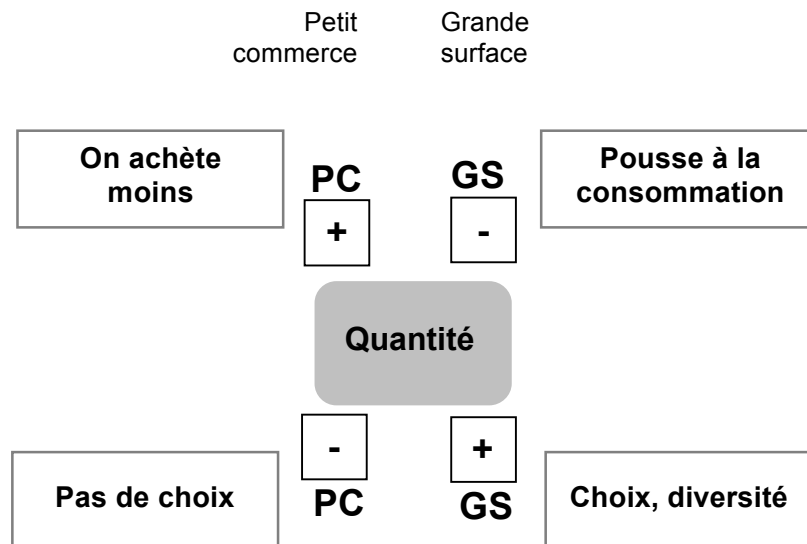 Petit
commerce
Grande
surface
On achète
moins
PC
+
GS
-
Pousse à la
consommation
Quantité
Pas de choix
-
PC
+
GS
Choix, diversité